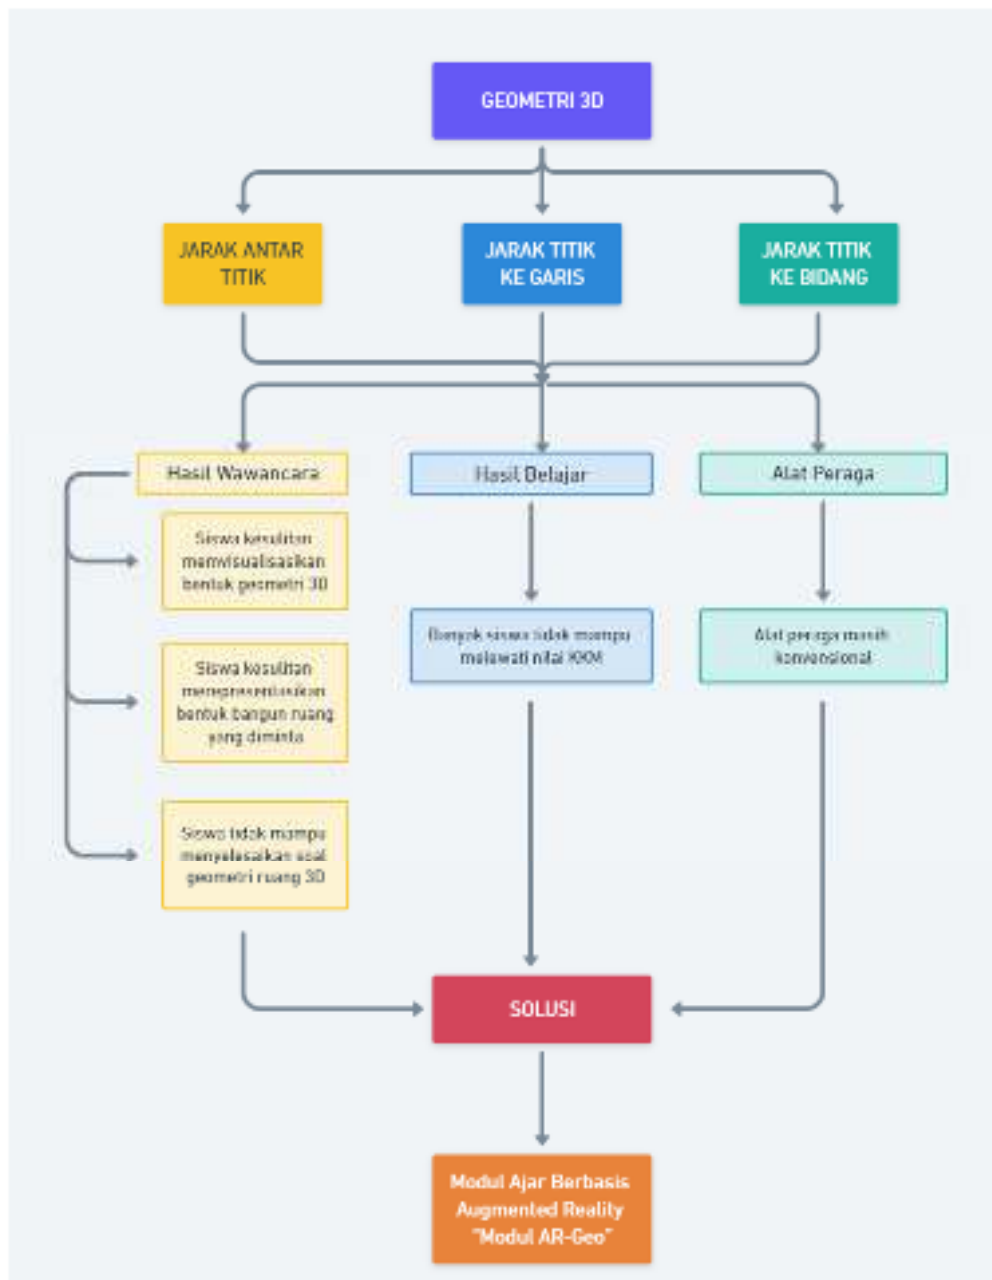 GEOMETRI 3D
JARAK ANTAR
TITIK
JARAK TITIK
KE GARIS
JARAK TITIK
KE BIDANG
Hasil Wawancara
Hasil Belajar
Alat Peraga
Siswa kesulitan
memvisualisasikan
bentuk geometri 3D
Banyak siswa tidak mampu
melewati nilai KKM
Alat peraga masih
konvensional
Siswa kesulitan
merepresentasikan
bentuk bangun ruang
yang diminta
Siswa tidak mampu
menyelesaikan soal
geometri ruang 3D
SOLUSI
Modul Ajar Berbasis
Augmented Reality
"Modul AR-Geo"